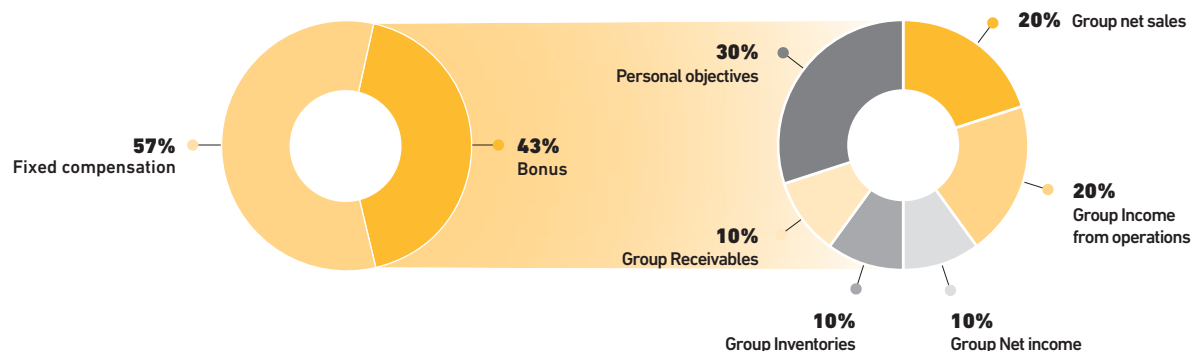 57%
Fixed compensation
43%
Bonus
30%
Personal objectives
20% Group net sales
20%
Group Income
from operations
10%
Group Receivables
10%
Group Inventories
10%
Group Net income